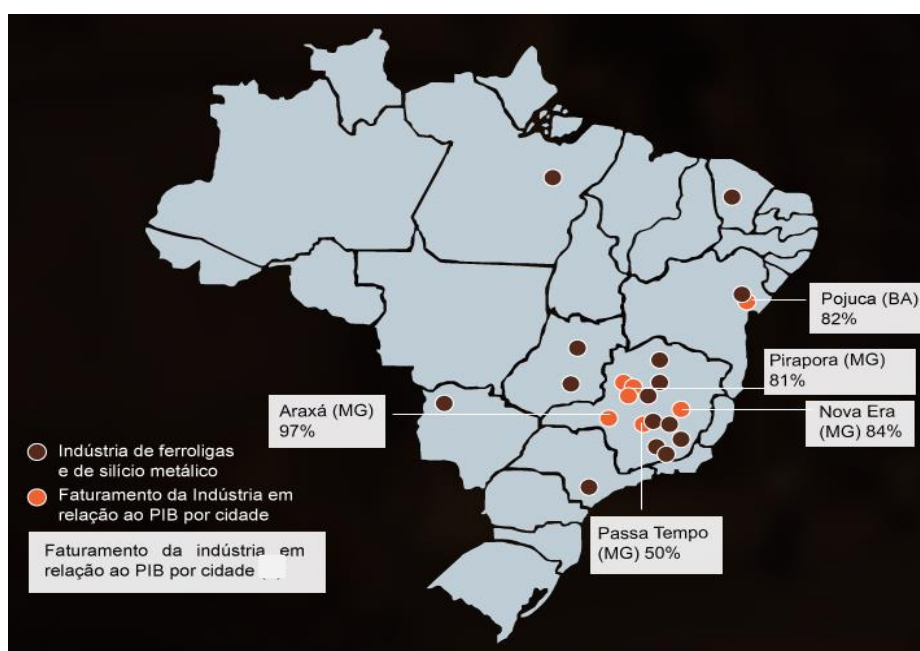 Pojuca (BA)
82%
Pirapora (MG)
81%
Araxá (MG)
97%
Nova Era
(MG) 84%
Indústria de ferroligas
e de silício metálico
Faturamento da Indústria em
relação ao PIB por cidade
Passa Tempo
(MG) 50%
Faturamento da indústria em
relação ao PIB por cidade